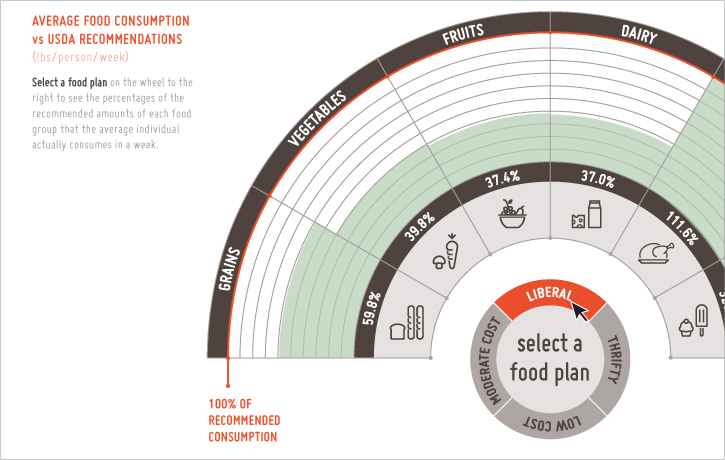 AVERAGE FOOD CONSUMPTION
vs USDA RECOMMENDATIONS
(lbs/person/week)
Select a food plan on the wheel to the
right to see the percentages of the
recommended amounts of each food
group that the average individual
actually consumes in a week.
GRAINS
VEGETABLES
FRUITS
DAIRY
59.8%
39.8%
37.4%
37.0%
111.6%
LIBERAL
THRIFTY
LOW COST
MODERATE COST
select a
food plan
100% OF
RECOMMENDED
CONSUMPTION